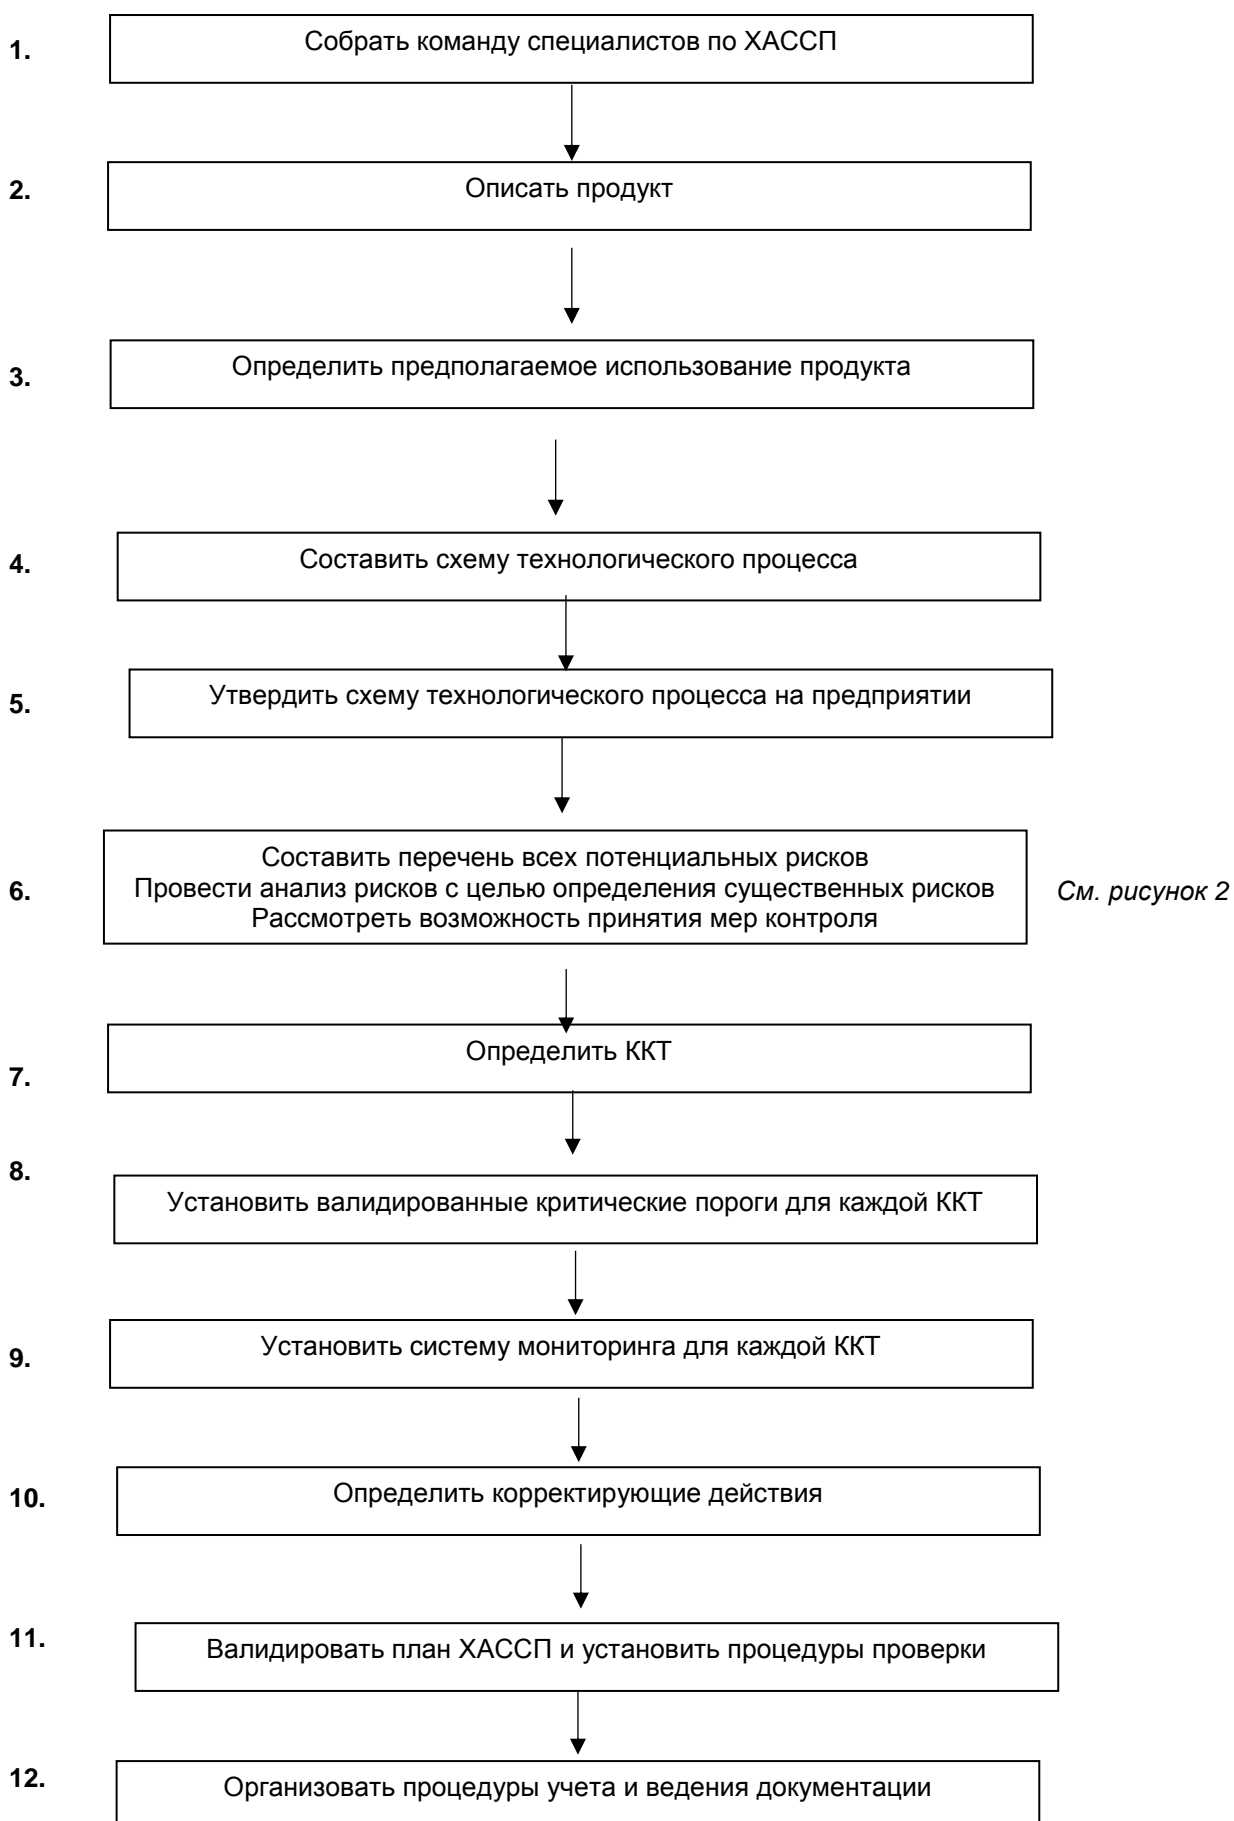 1. Собрать команду специалистов по ХАССП
2. Описать продукт
3. Определить предполагаемое использование продукта
4. Составить схему технологического процесса
5. Утвердить схему технологического процесса на предприятии
Составить перечень всех потенциальных рисков
6. Провести анализ рисков с целью определения существенных рисков См. рисунок 2
Рассмотреть возможность принятия мер контроля
7. Определить ККТ
8. Установить валидированные критические пороги для каждой ККТ
9. Установить систему мониторинга для каждой ККТ
10. Определить корректирующие действия
11. Валидировать план ХАССП и установить процедуры проверки
12. Организовать процедуры учета и ведения документации